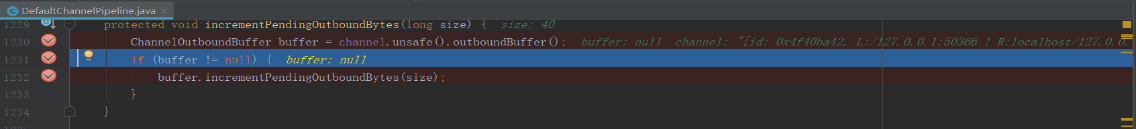 DefaultChannelPipeline.java ×
1229 protected void incrementPendingOutboundBytes(long size) { size: 40
1230 ChannelOutboundBuffer buffer = channel.unsafe().outboundBuffer(); buffer: null channel: "[id: 0x4f40ba42, L:/127.0.0.1:50366 ! R:localhost/127.0.0.
1231 if (buffer != null) { buffer: null
1232 buffer.incrementPendingOutboundBytes(size);
1233 }
1234 }